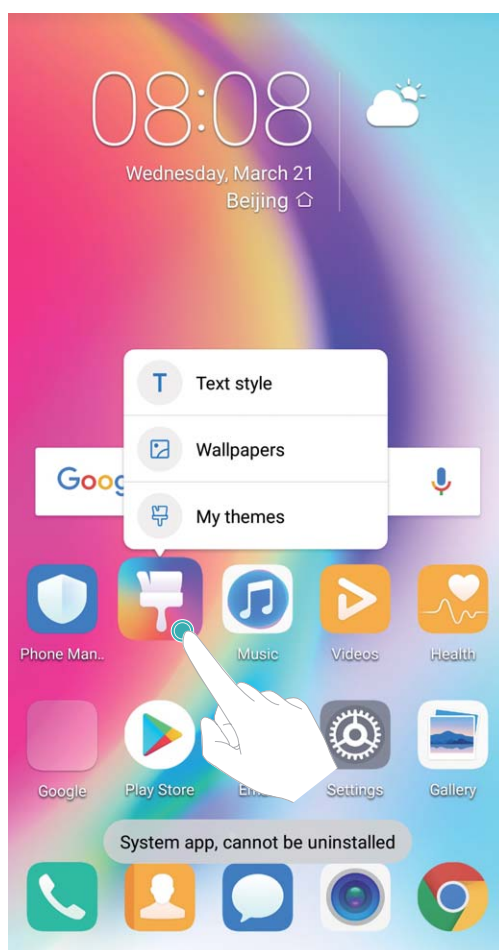 08:08
Wednesday, March 21
Beijing
T Text style
Wallpapers
My themes
Phone Man..
Music
Videos
Health
Google
Play Store
Settings
Gallery
System app, cannot be uninstalled